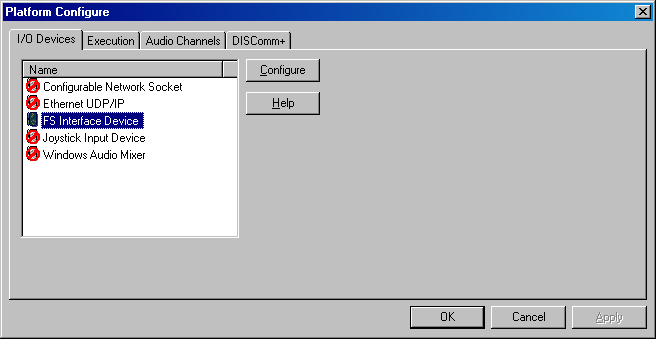 Platform Configure
I/O Devices Execution Audio Channels DISComm+
Name
Configurable Network Socket
Ethernet UDP/IP
FS Interface Device
Joystick Input Device
Windows Audio Mixer
Configure
Help
OK Cancel Apply